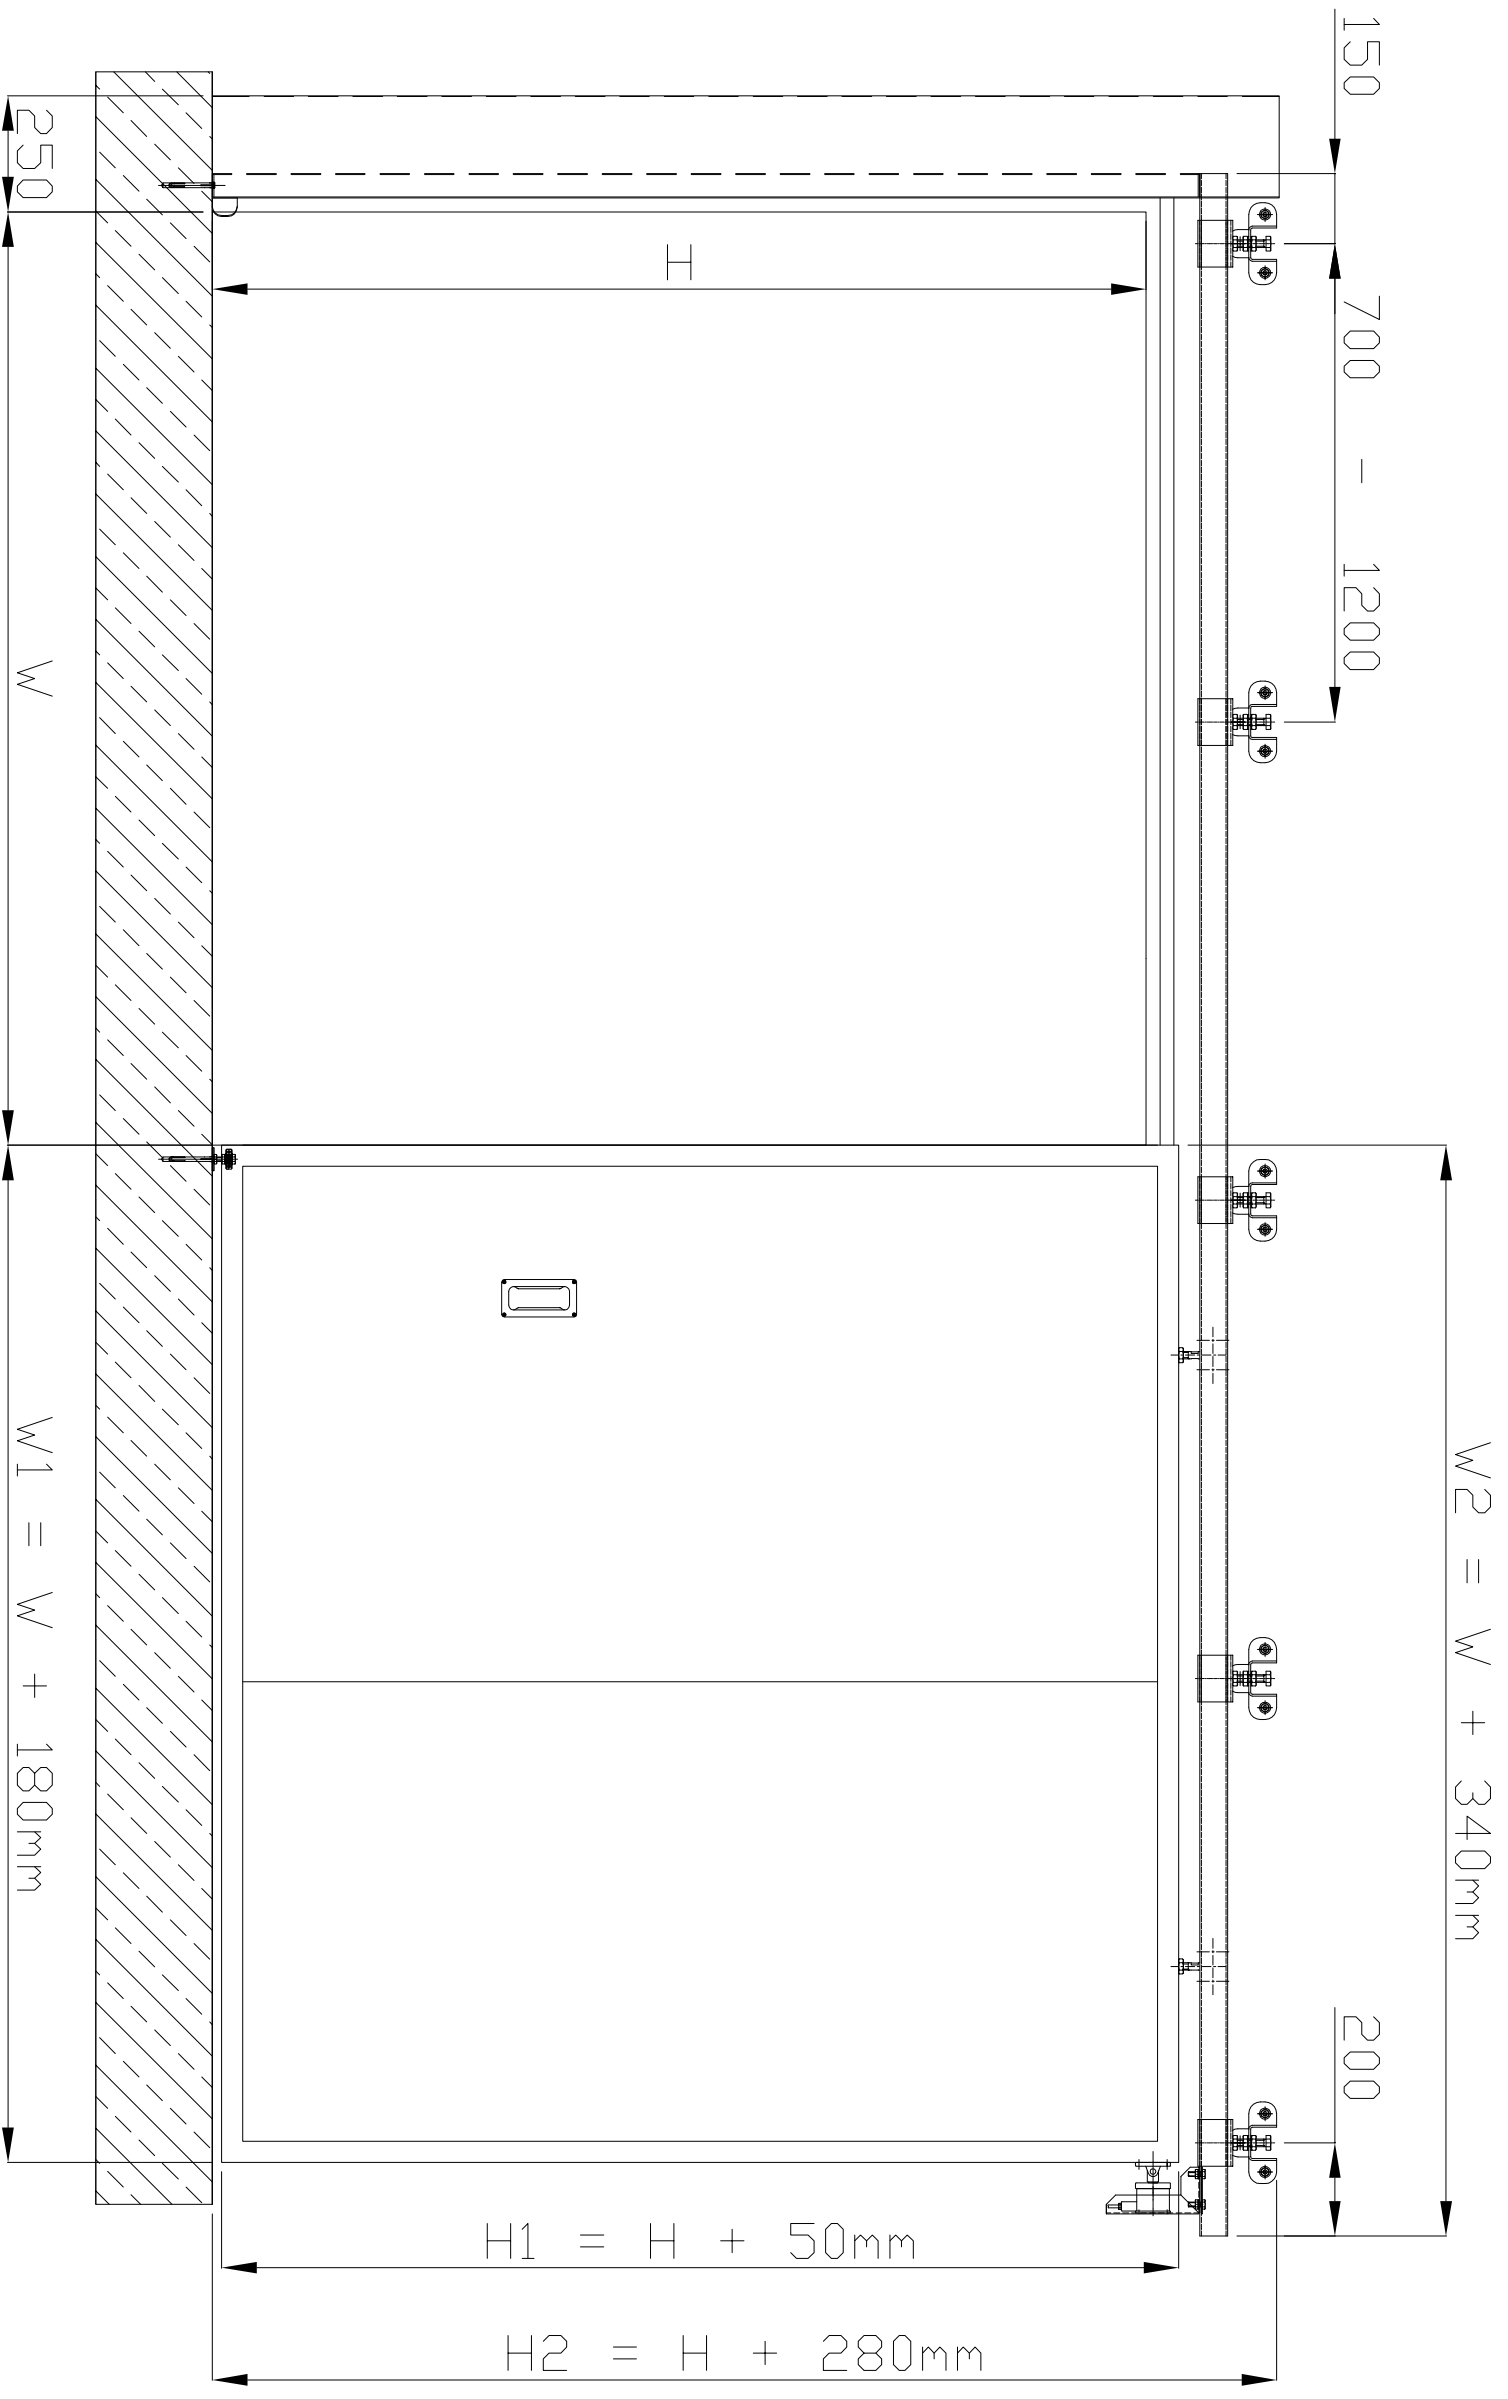 W2 = W + 340mm
150
700 - 1200
200
H
H1 = H + 50mm
H2 = H + 280mm
250
W
W1 = W + 180mm